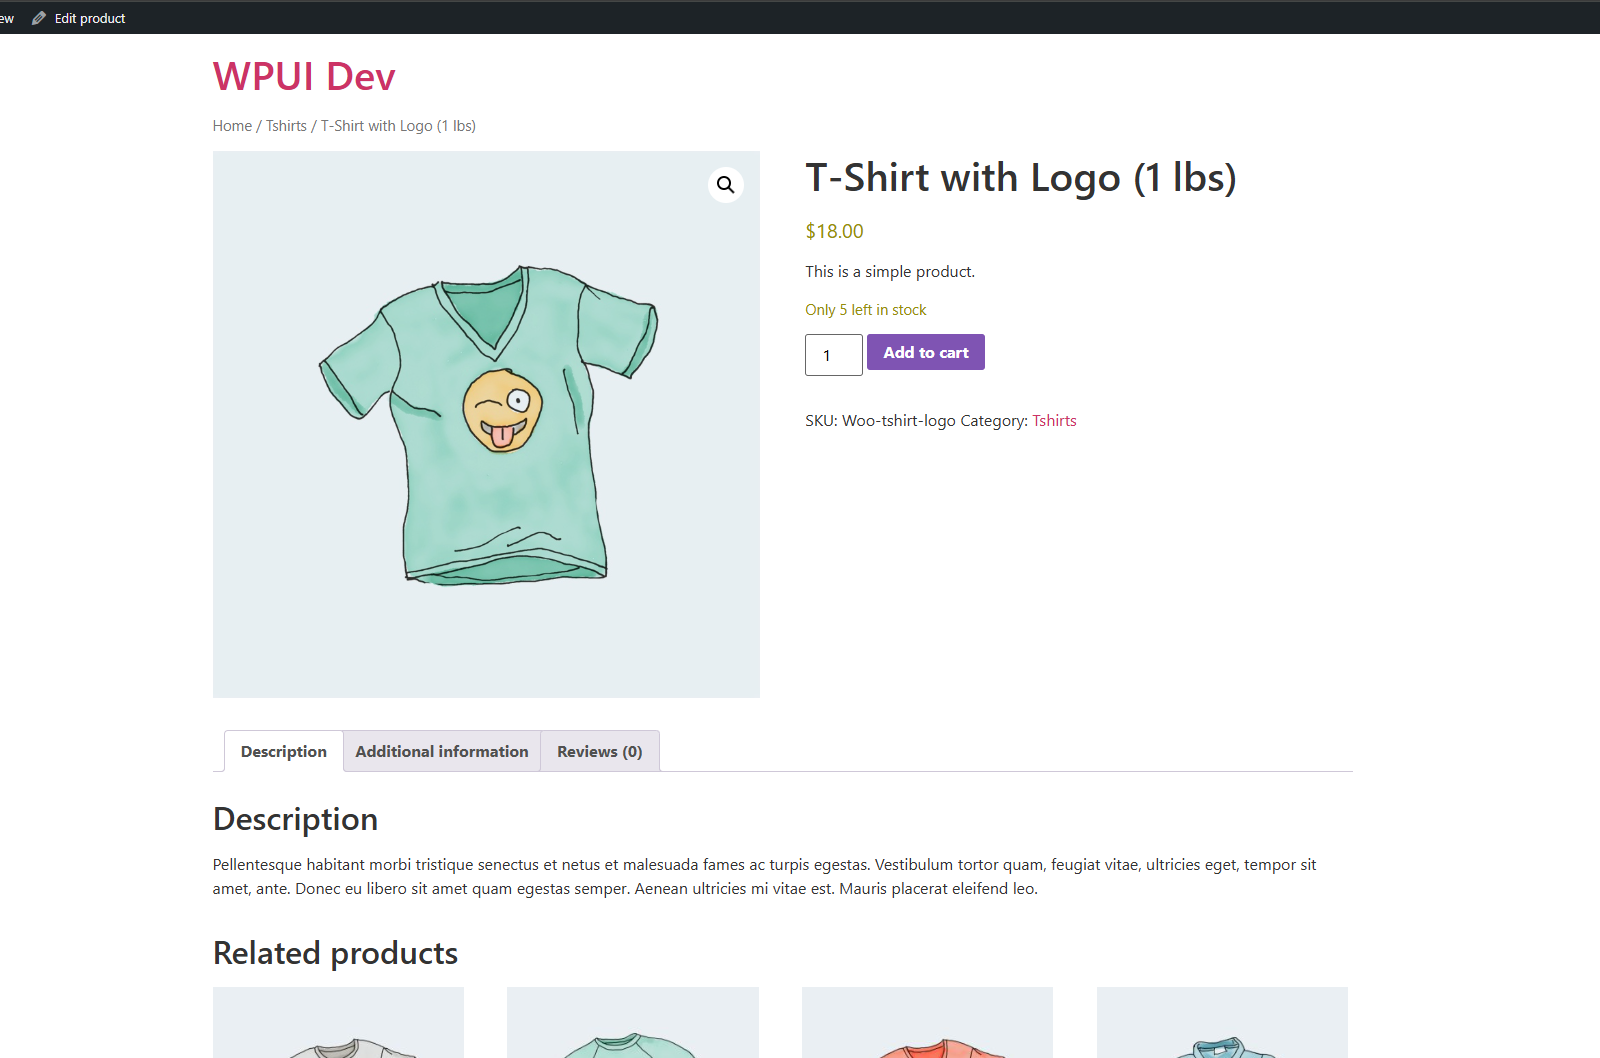 Edit product
WPUI Dev
Home / Tshirts / T-Shirt with Logo (1 lbs)
T-Shirt with Logo (1 lbs)
$18.00
This is a simple product.
Only 5 left in stock
1 Add to cart
SKU: Woo-tshirt-logo Category: Tshirts
Description Additional information Reviews (0)
Description
Pellentesque habitant morbi tristique senectus et netus et malesuada fames ac turpis egestas. Vestibulum tortor quam, feugiat vitae, ultricies eget, tempor sit
amet, ante. Donec eu libero sit amet quam egestas semper. Aenean ultricies mi vitae est. Mauris placerat eleifend leo.
Related products